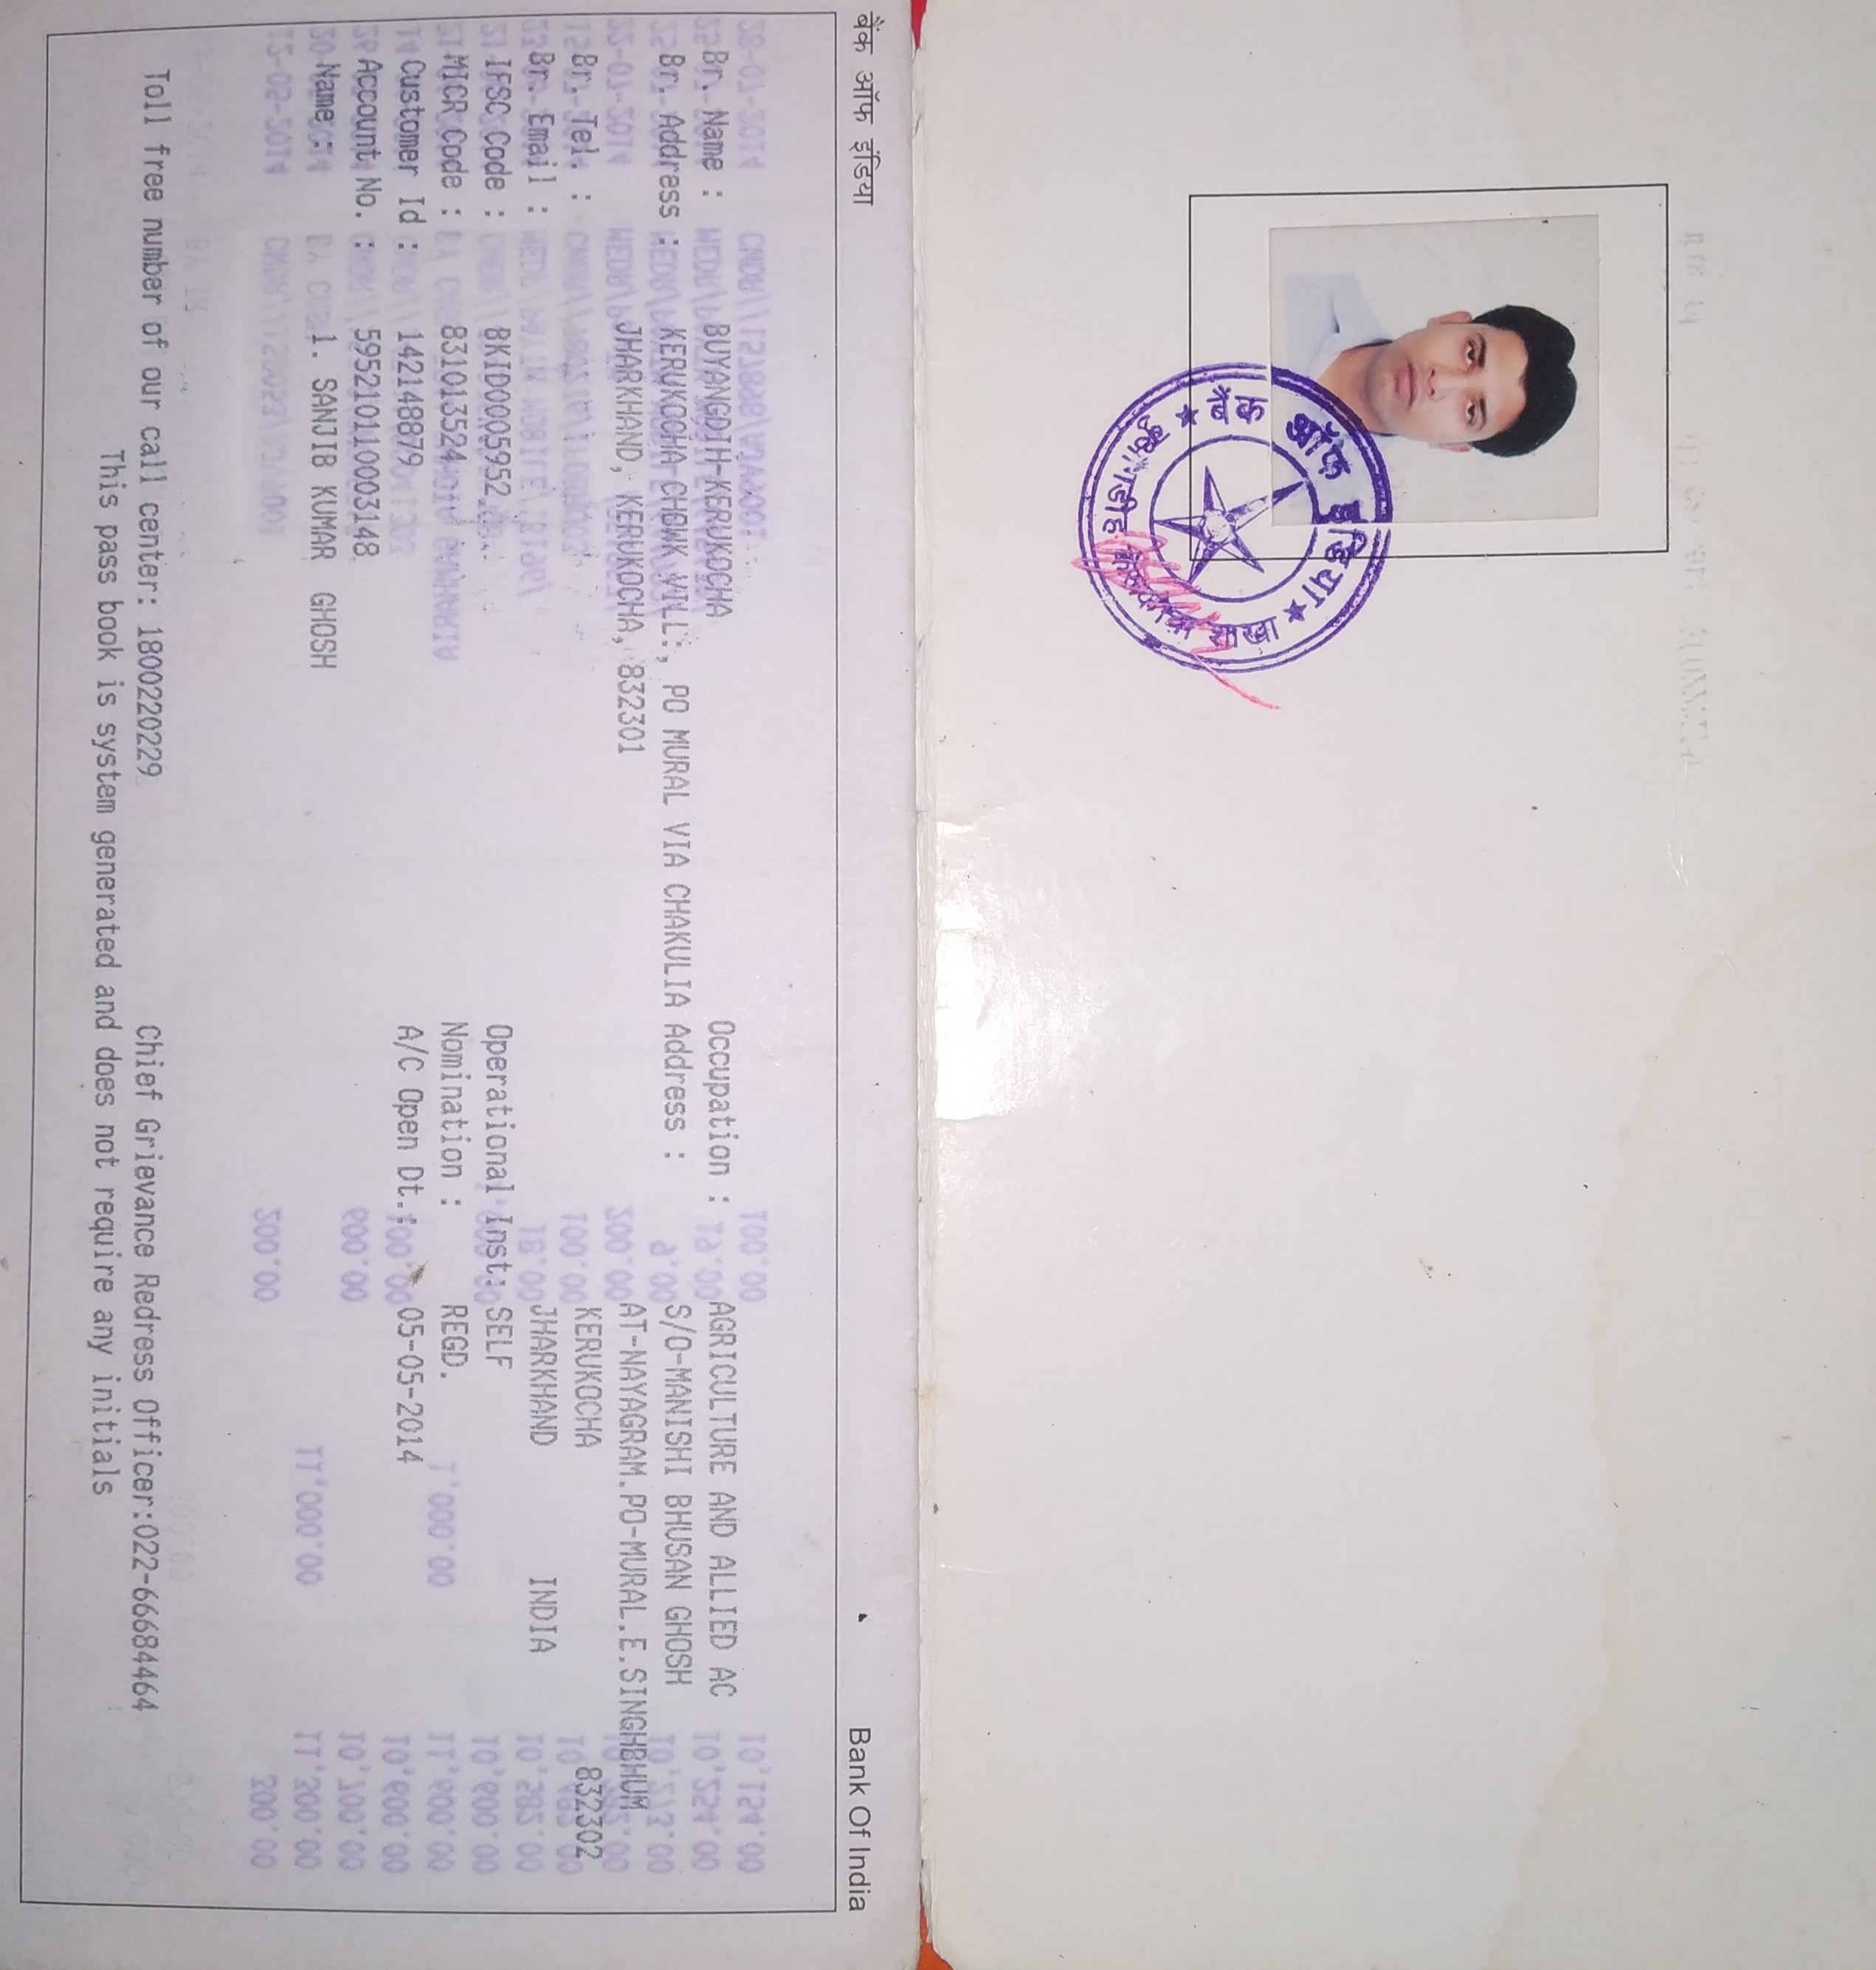 बैंक ऑफ इंडिया Bank Of India
Br. Name : BUYANGDIH-KERUKOCHA Occupation : AGRICULTURE AND ALLIED AC
Br. Address : KERUKOCHA CHOWK VILL:, PO MURAL VIA CHAKULIA Address : S/O-MANISHI BHUSAN GHOSH
JHARKHAND, KERUKOCHA, 832301 AT-NAYAGRAM.PO-MURAL.E.SINGHBHUM
Br. Tel. : KERUKOCHA 832302
Br. Email : JHARKHAND INDIA
IFSC Code : BKID0005952 Operational Inst: SELF
MICR Code : 831013524 Nomination : REGD.
Customer Id : 142148879 A/C Open Dt.: 05-05-2014
Account No. : 595210110003148
Name : 1. SANJIB KUMAR GHOSH
Toll free number of our call center: 1800220229 Chief Grievance Redress Officer:022-66684464
This pass book is system generated and does not require any initials
बैंक ऑफ इण्डिया
शाखा